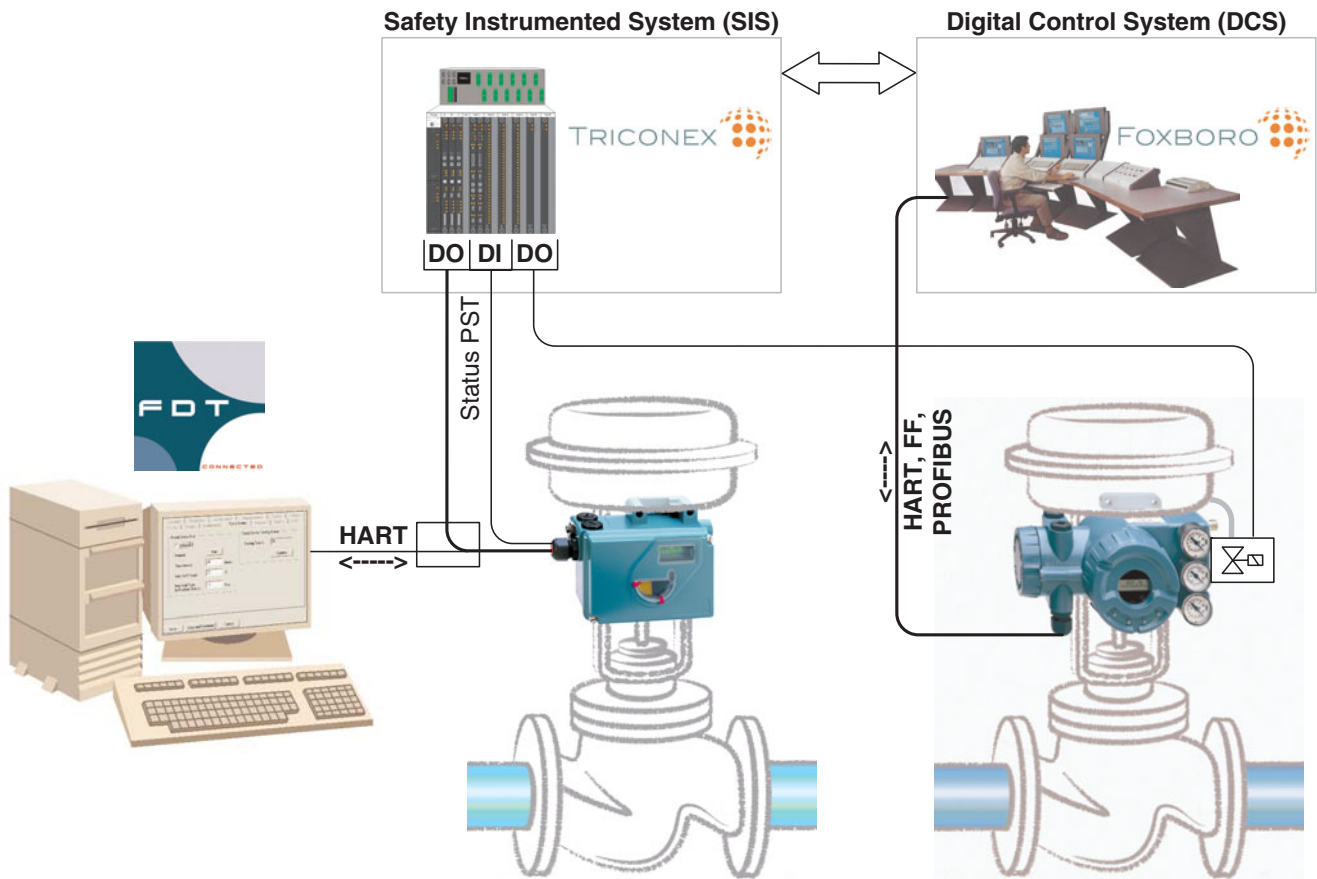 Safety Instrumented System (SIS)
Digital Control System (DCS)
TRICONEX
FOXBORO
DO
DI
DO
Status PST
FDT
CONNECTED
HART
<----->
<----->
HART, FF,
PROFIBUS